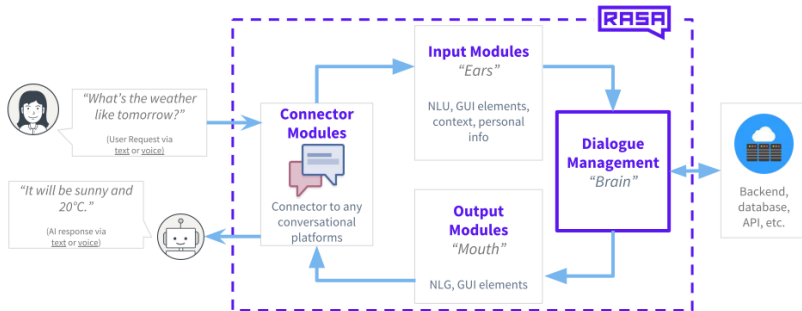 RASA
"What's the weather
like tomorrow?"
(User Request via
text or voice)
"It will be sunny and
20°C."
(AI response via
text or voice)
Connector
Modules
Connector to any
conversational
platforms
Input Modules
"Ears"
NLU, GUI elements,
context, personal
info
Dialogue
Management
"Brain"
Output
Modules
"Mouth"
NLG, GUI elements
Backend,
database,
API, etc.